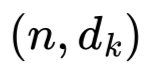 (n, d_k)